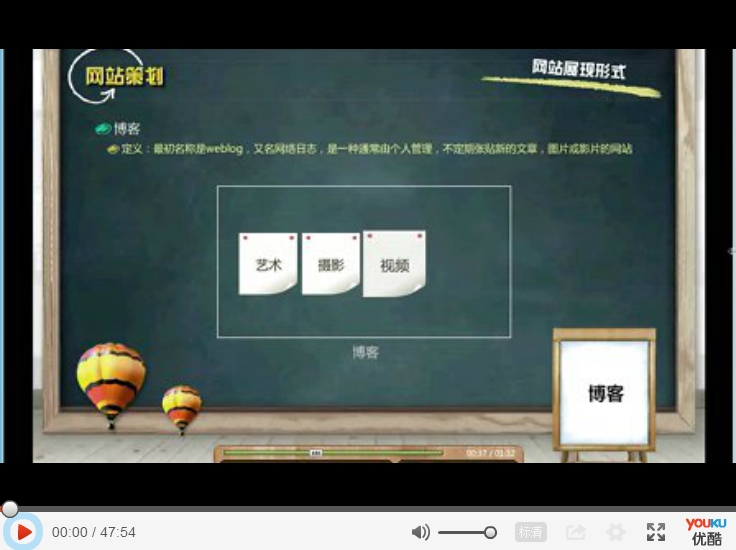 网站策划
网站展现形式
博客
定义：最初名称是weblog，又名网络日志，是一种通常由个人管理，不定期张贴新的文章，图片或影片的网站
艺术
摄影
视频
博客
博客
00:37 / 01:32
00:00 / 47:54
标清
YOUKU
优酷